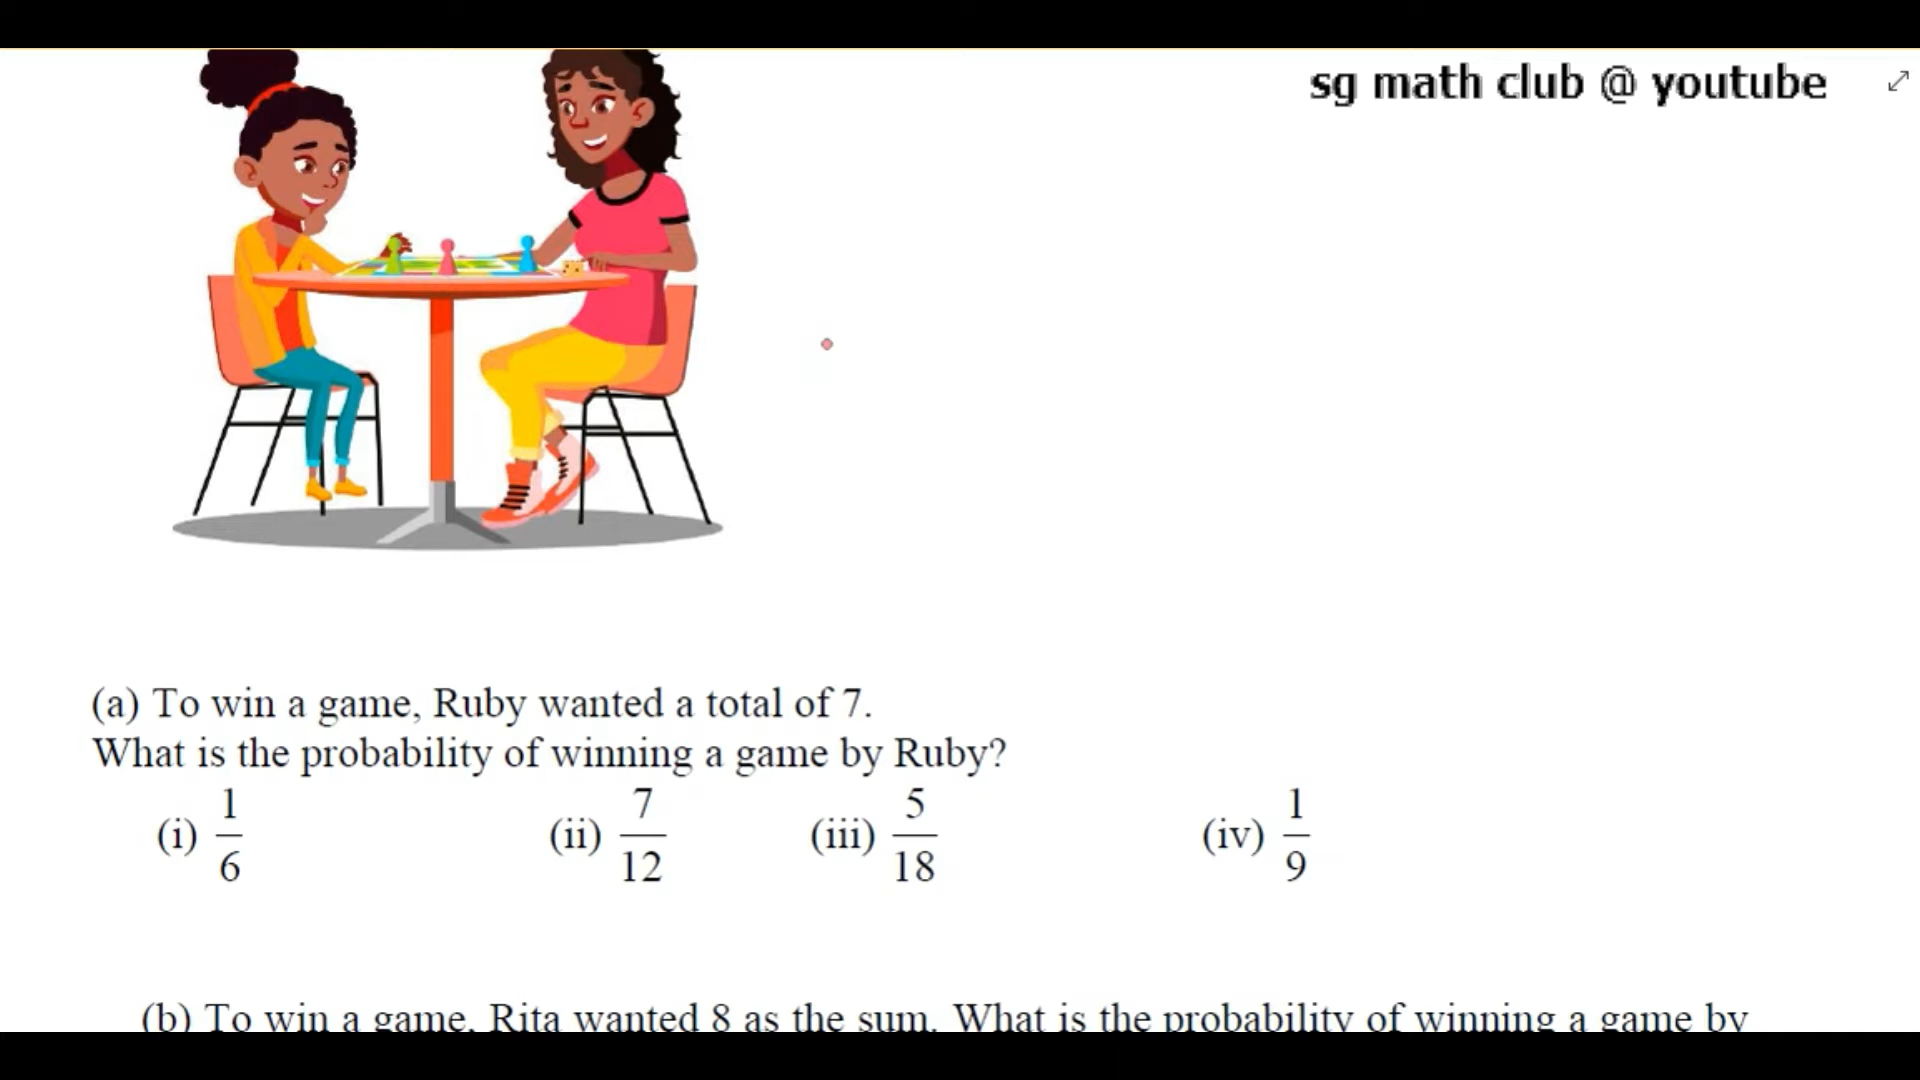 sg math club @ youtube
(a) To win a game, Ruby wanted a total of 7.
What is the probability of winning a game by Ruby?
(i) 1/6 (ii) 7/12 (iii) 5/18 (iv) 1/9
(b) To win a game, Rita wanted 8 as the sum. What is the probability of winning a game by